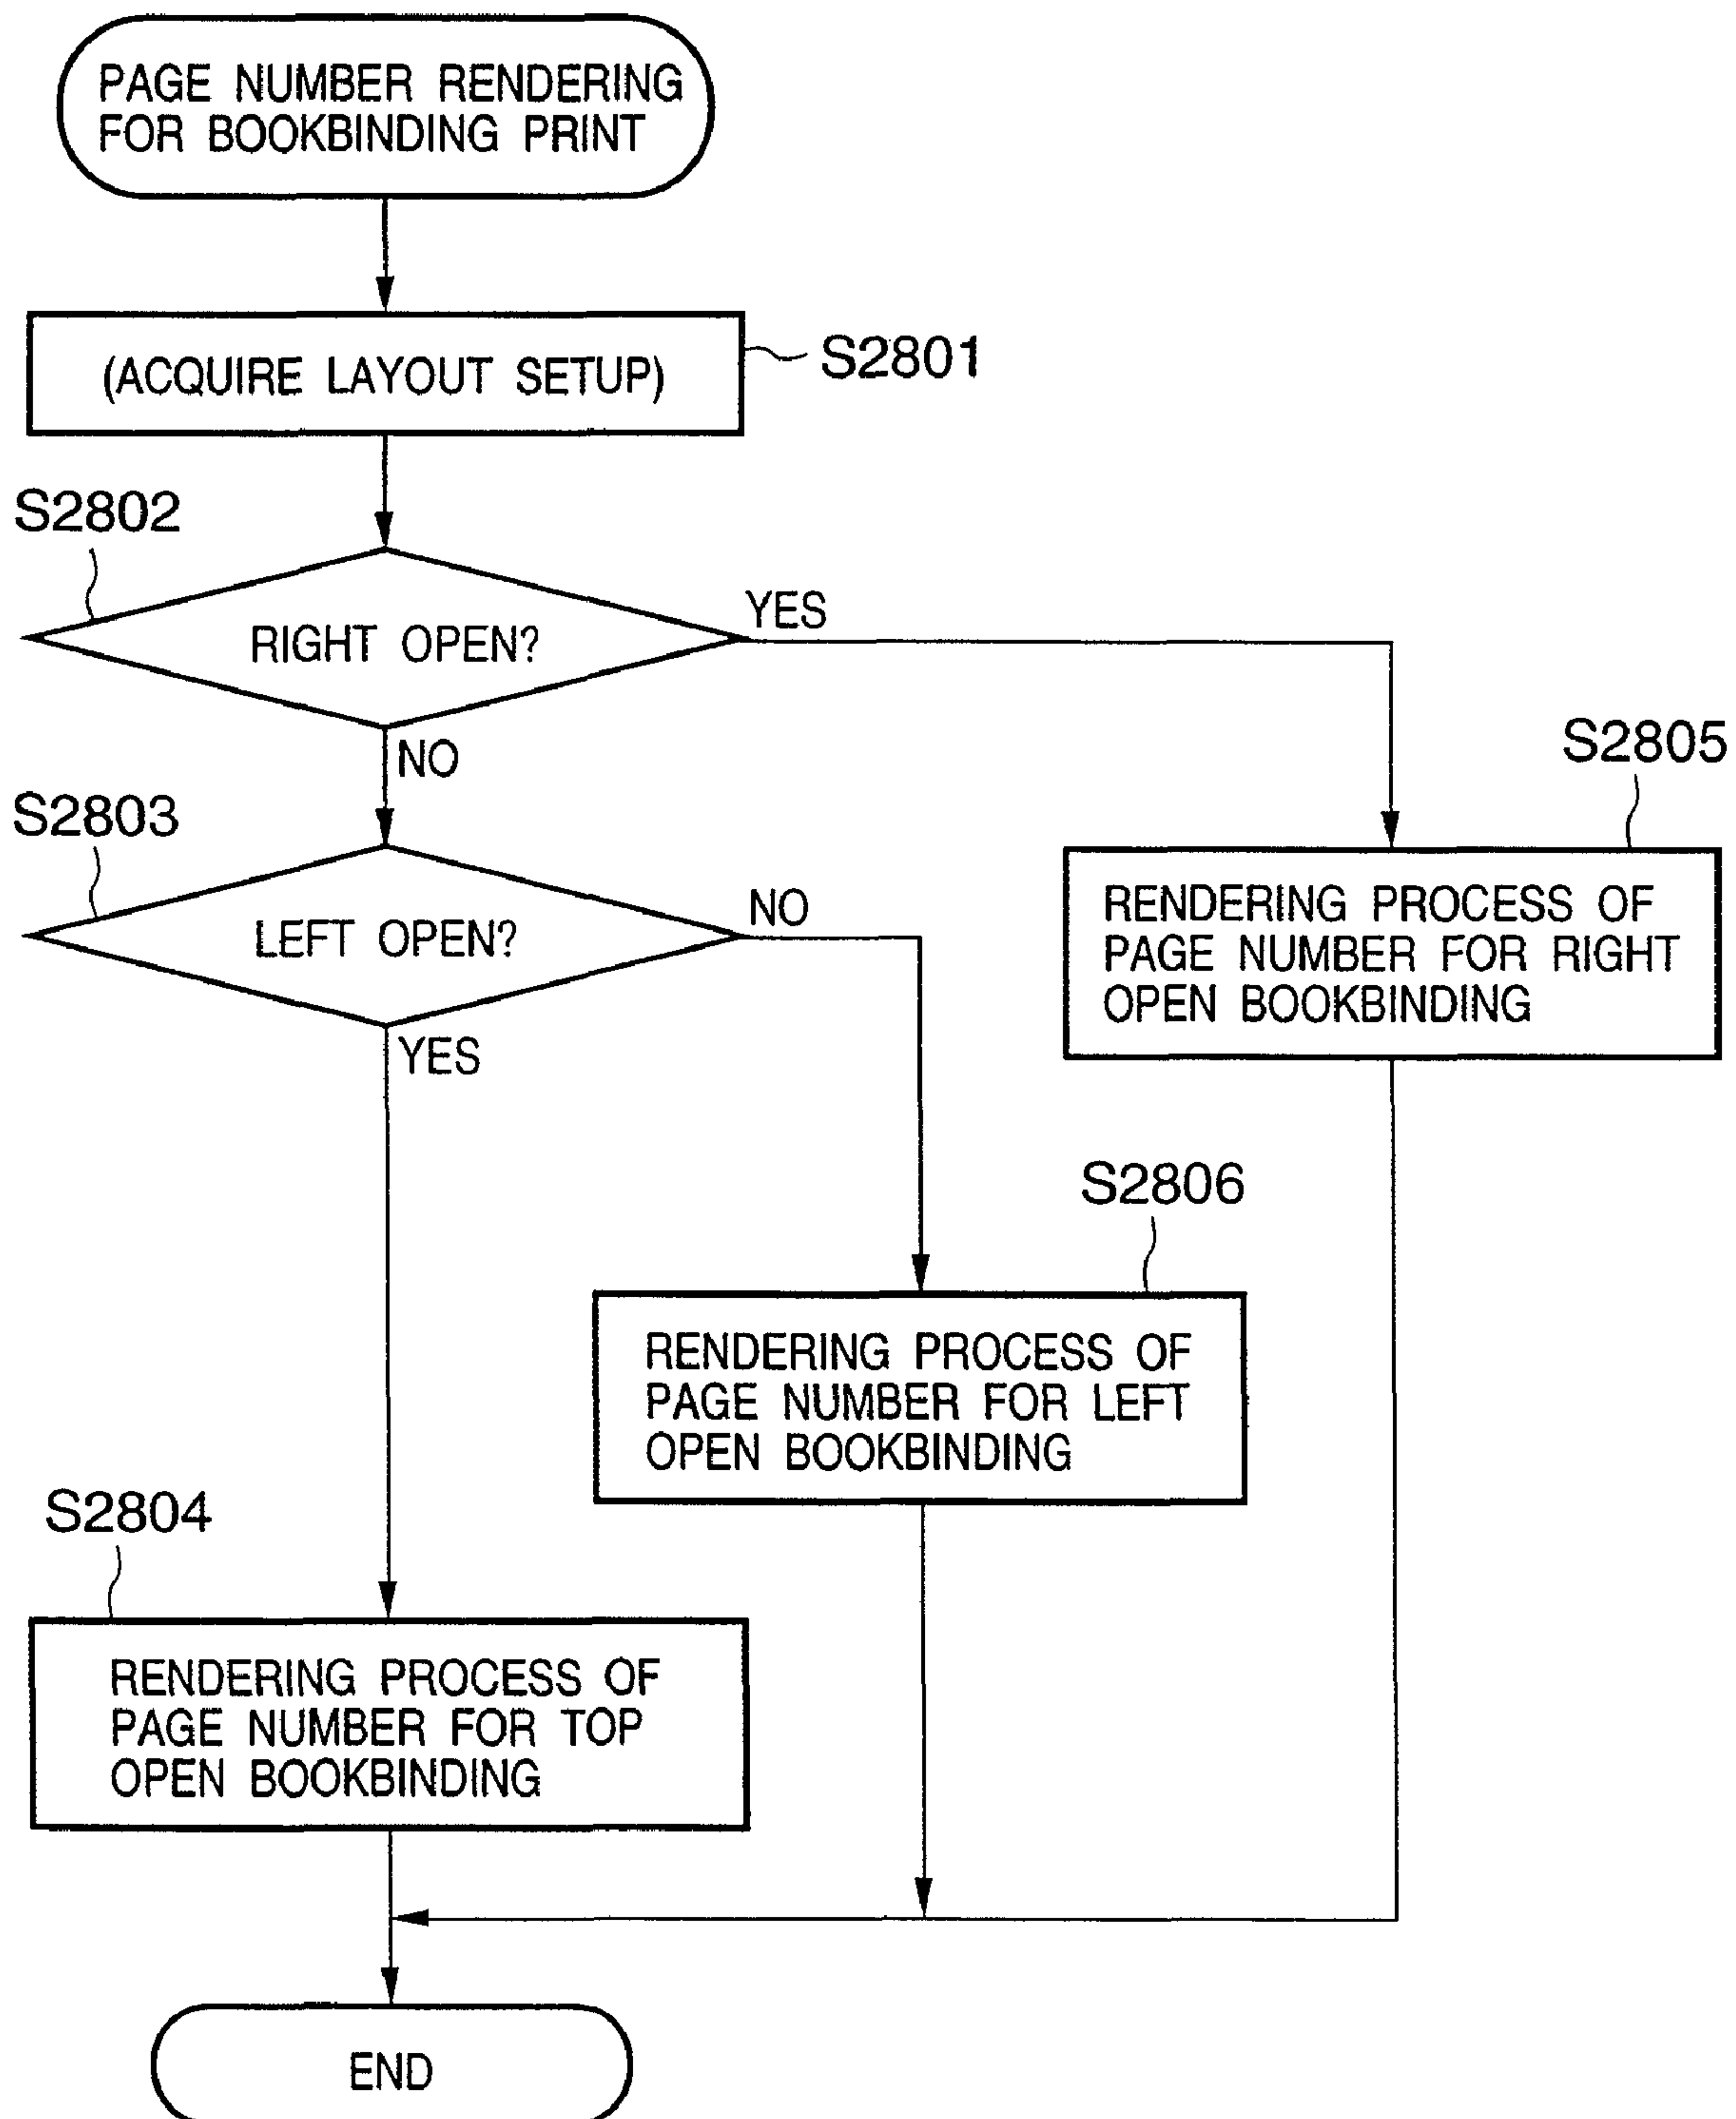 PAGE NUMBER RENDERING
FOR BOOKBINDING PRINT
(ACQUIRE LAYOUT SETUP)
S2801
S2802
RIGHT OPEN?
YES
NO
S2803
LEFT OPEN?
NO
YES
S2805
RENDERING PROCESS OF
PAGE NUMBER FOR RIGHT
OPEN BOOKBINDING
S2806
RENDERING PROCESS OF
PAGE NUMBER FOR LEFT
OPEN BOOKBINDING
S2804
RENDERING PROCESS OF
PAGE NUMBER FOR TOP
OPEN BOOKBINDING
END